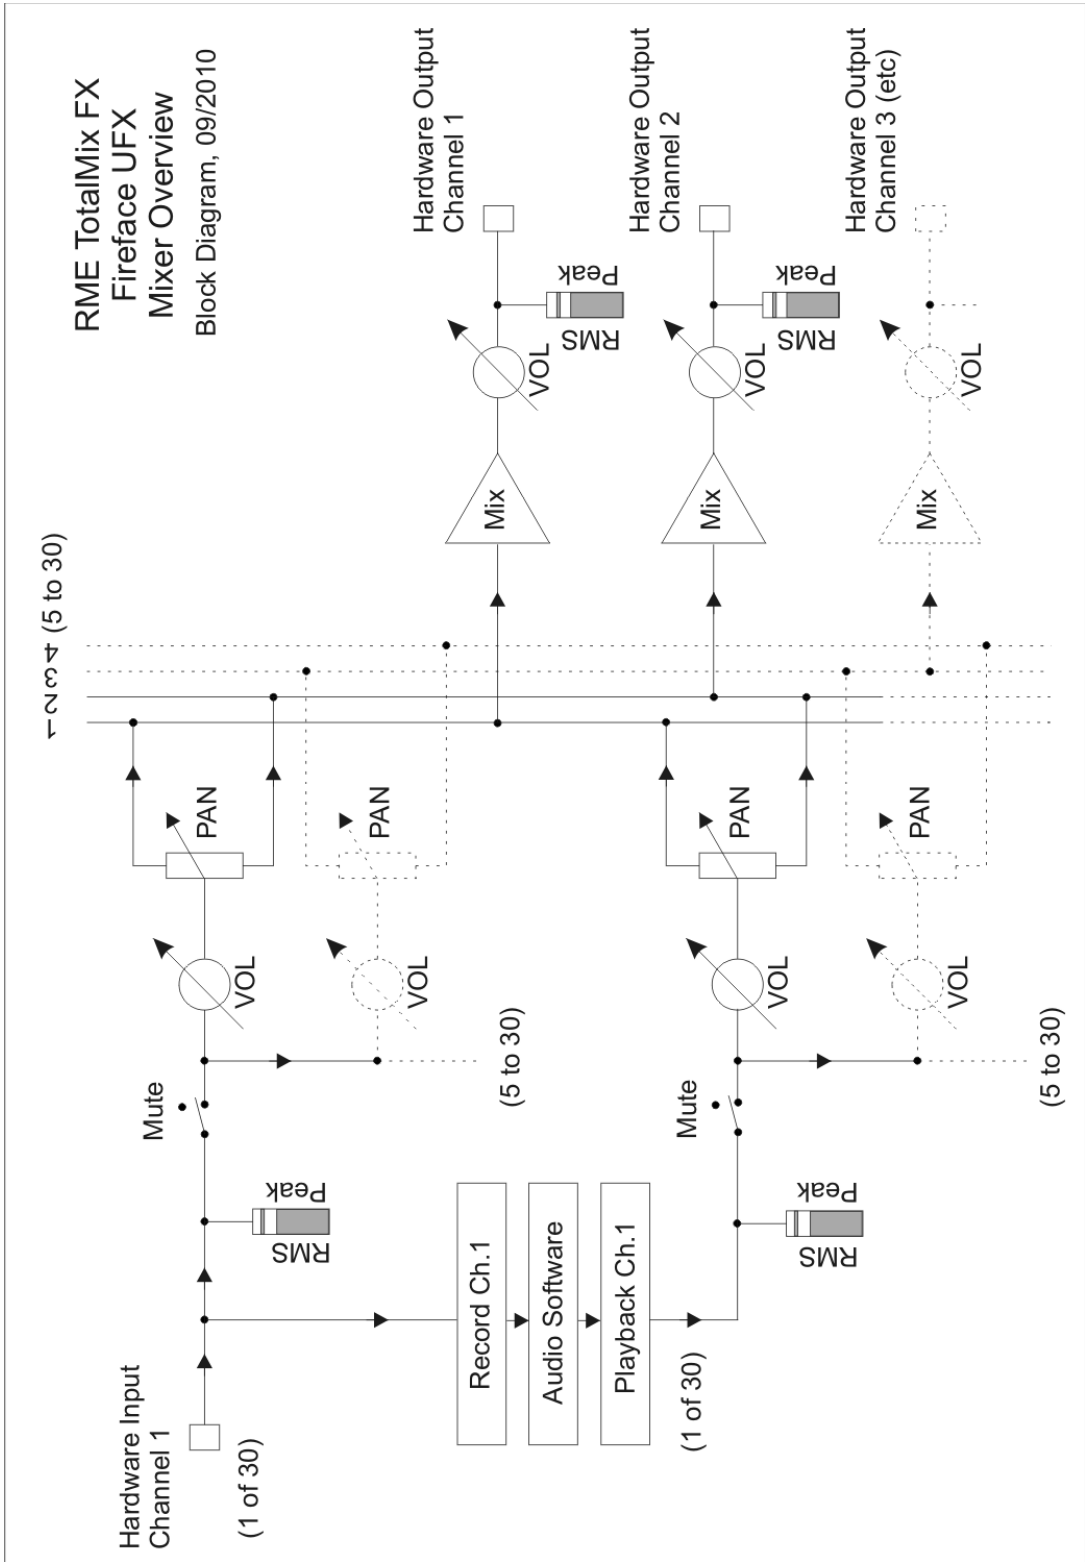 RME TotalMix FX
Fireface UFX
Mixer Overview
Block Diagram, 09/2010
Hardware Input
Channel 1
(1 of 30)
RMS
Peak
Mute
VOL
PAN
VOL
PAN
(5 to 30)
1 2 3 4 (5 to 30)
Record Ch.1
Audio Software
Playback Ch.1
(1 of 30)
RMS
Peak
Mute
VOL
PAN
VOL
PAN
(5 to 30)
Mix
VOL
RMS
Peak
Hardware Output
Channel 1
Mix
VOL
RMS
Peak
Hardware Output
Channel 2
Mix
VOL
Hardware Output
Channel 3 (etc)